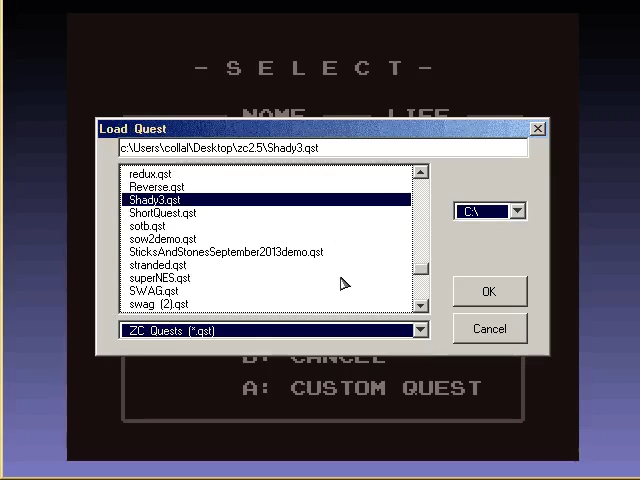 - S E L E C T -
NAME LIFE
Load Quest
c:\Users\collal\Desktop\zc2.5\Shady3.qst
redux.qst
Reverse.qst
Shady3.qst
ShortQuest.qst
sotb.qst
sow2demo.qst
SticksAndStonesSeptember2013demo.qst
stranded.qst
superNES.qst
SWAG.qst
swag (2).qst
C:\
OK
Cancel
ZC Quests (*.qst)
B: CANCEL
A: CUSTOM QUEST